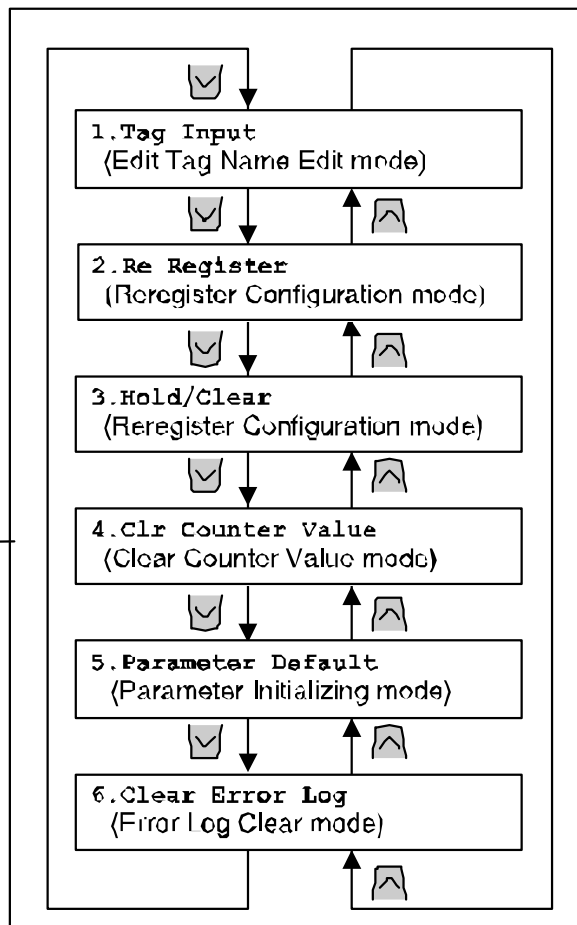 1.Tag Input
(Edit Tag Name Edit mode)
2.Re Register
(Reregister Configuration mode)
3.Hold/Clear
(Reregister Configuration mode)
4.Clr Counter Value
(Clear Counter Value mode)
5.Parameter Default
(Parameter Initializing mode)
6.Clear Error Log
(Error Log Clear mode)